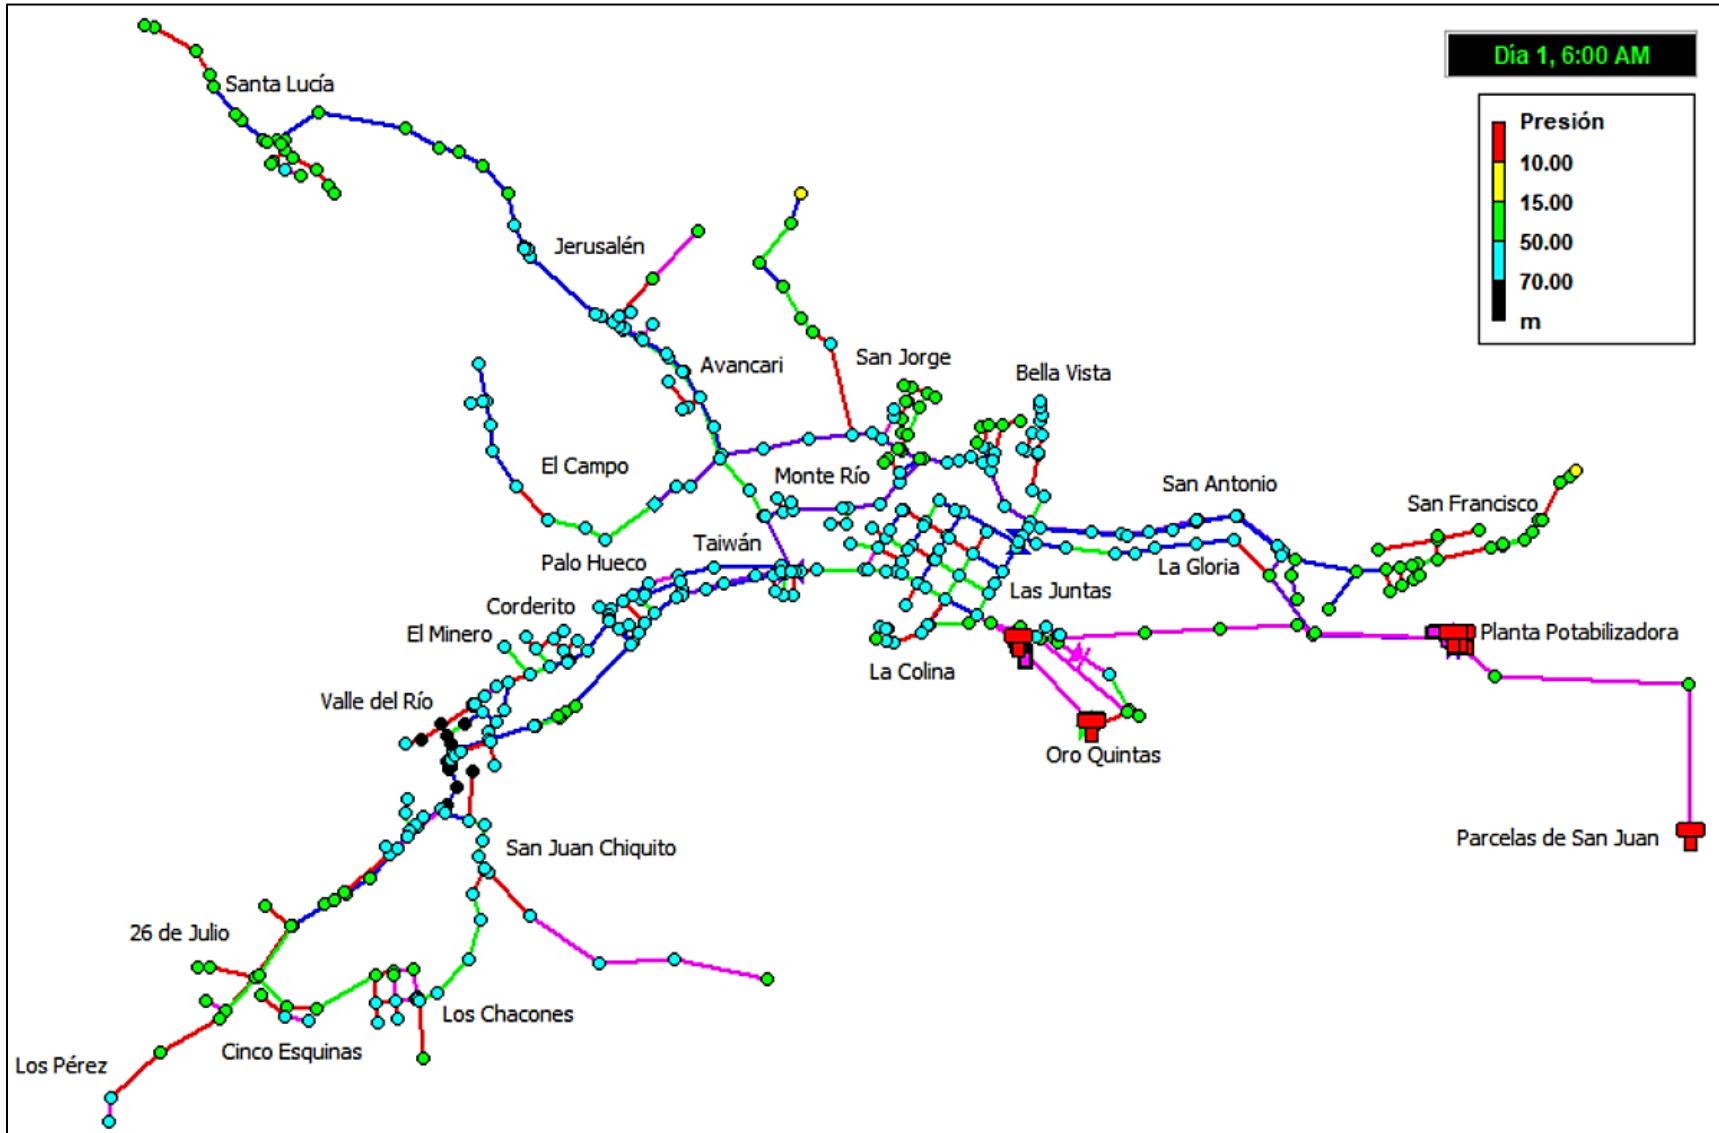 Día 1, 6:00 AM
Presión
10.00
15.00
50.00
70.00
m
Santa Lucía
Jerusalén
Avancari
San Jorge
Bella Vista
El Campo
Monte Río
San Antonio
San Francisco
Taiwán
Palo Hueco
La Gloria
Las Juntas
Corderito
El Minero
Planta Potabilizadora
La Colina
Valle del Río
Oro Quintas
Parcelas de San Juan
San Juan Chiquito
26 de Julio
Los Chacones
Cinco Esquinas
Los Pérez